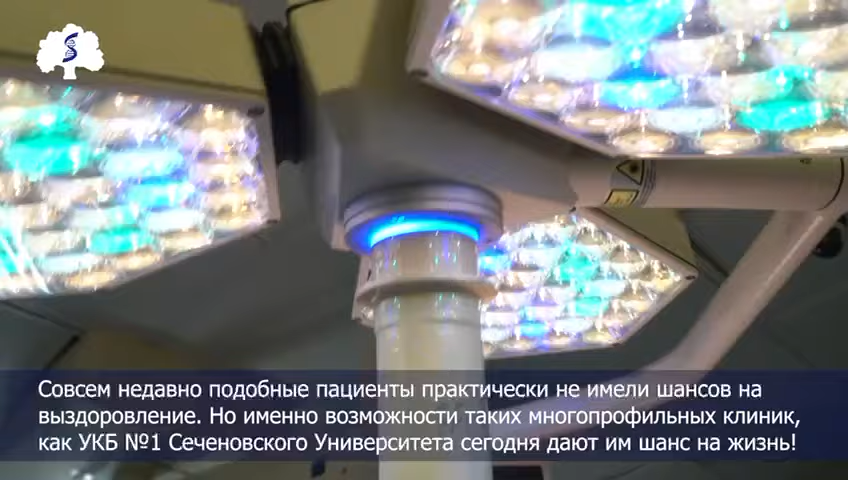 Совсем недавно подобные пациенты практически не имели шансов на
выздоровление. Но именно возможности таких многопрофильных клиник,
как УКБ №1 Сеченовского Университета сегодня дают им шанс на жизнь!